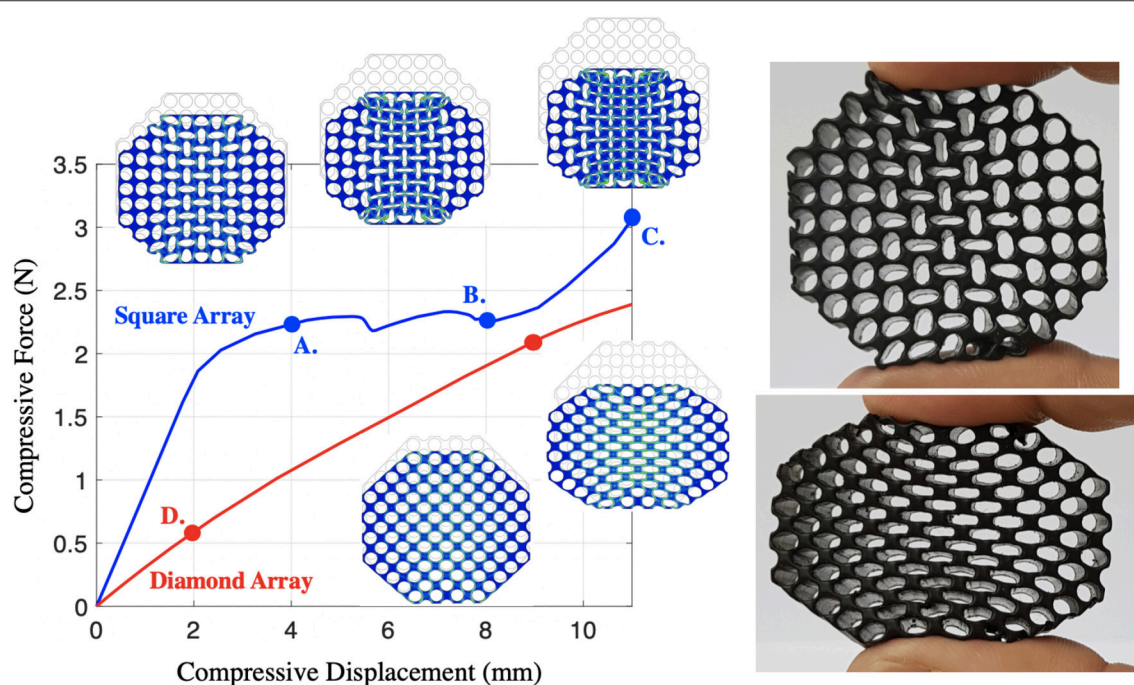 3.5
3
2.5
2
1.5
1
0.5
0
0
2
4
6
8
10
Compressive Force (N)
Compressive Displacement (mm)
Square Array
A.
B.
C.
D.
Diamond Array